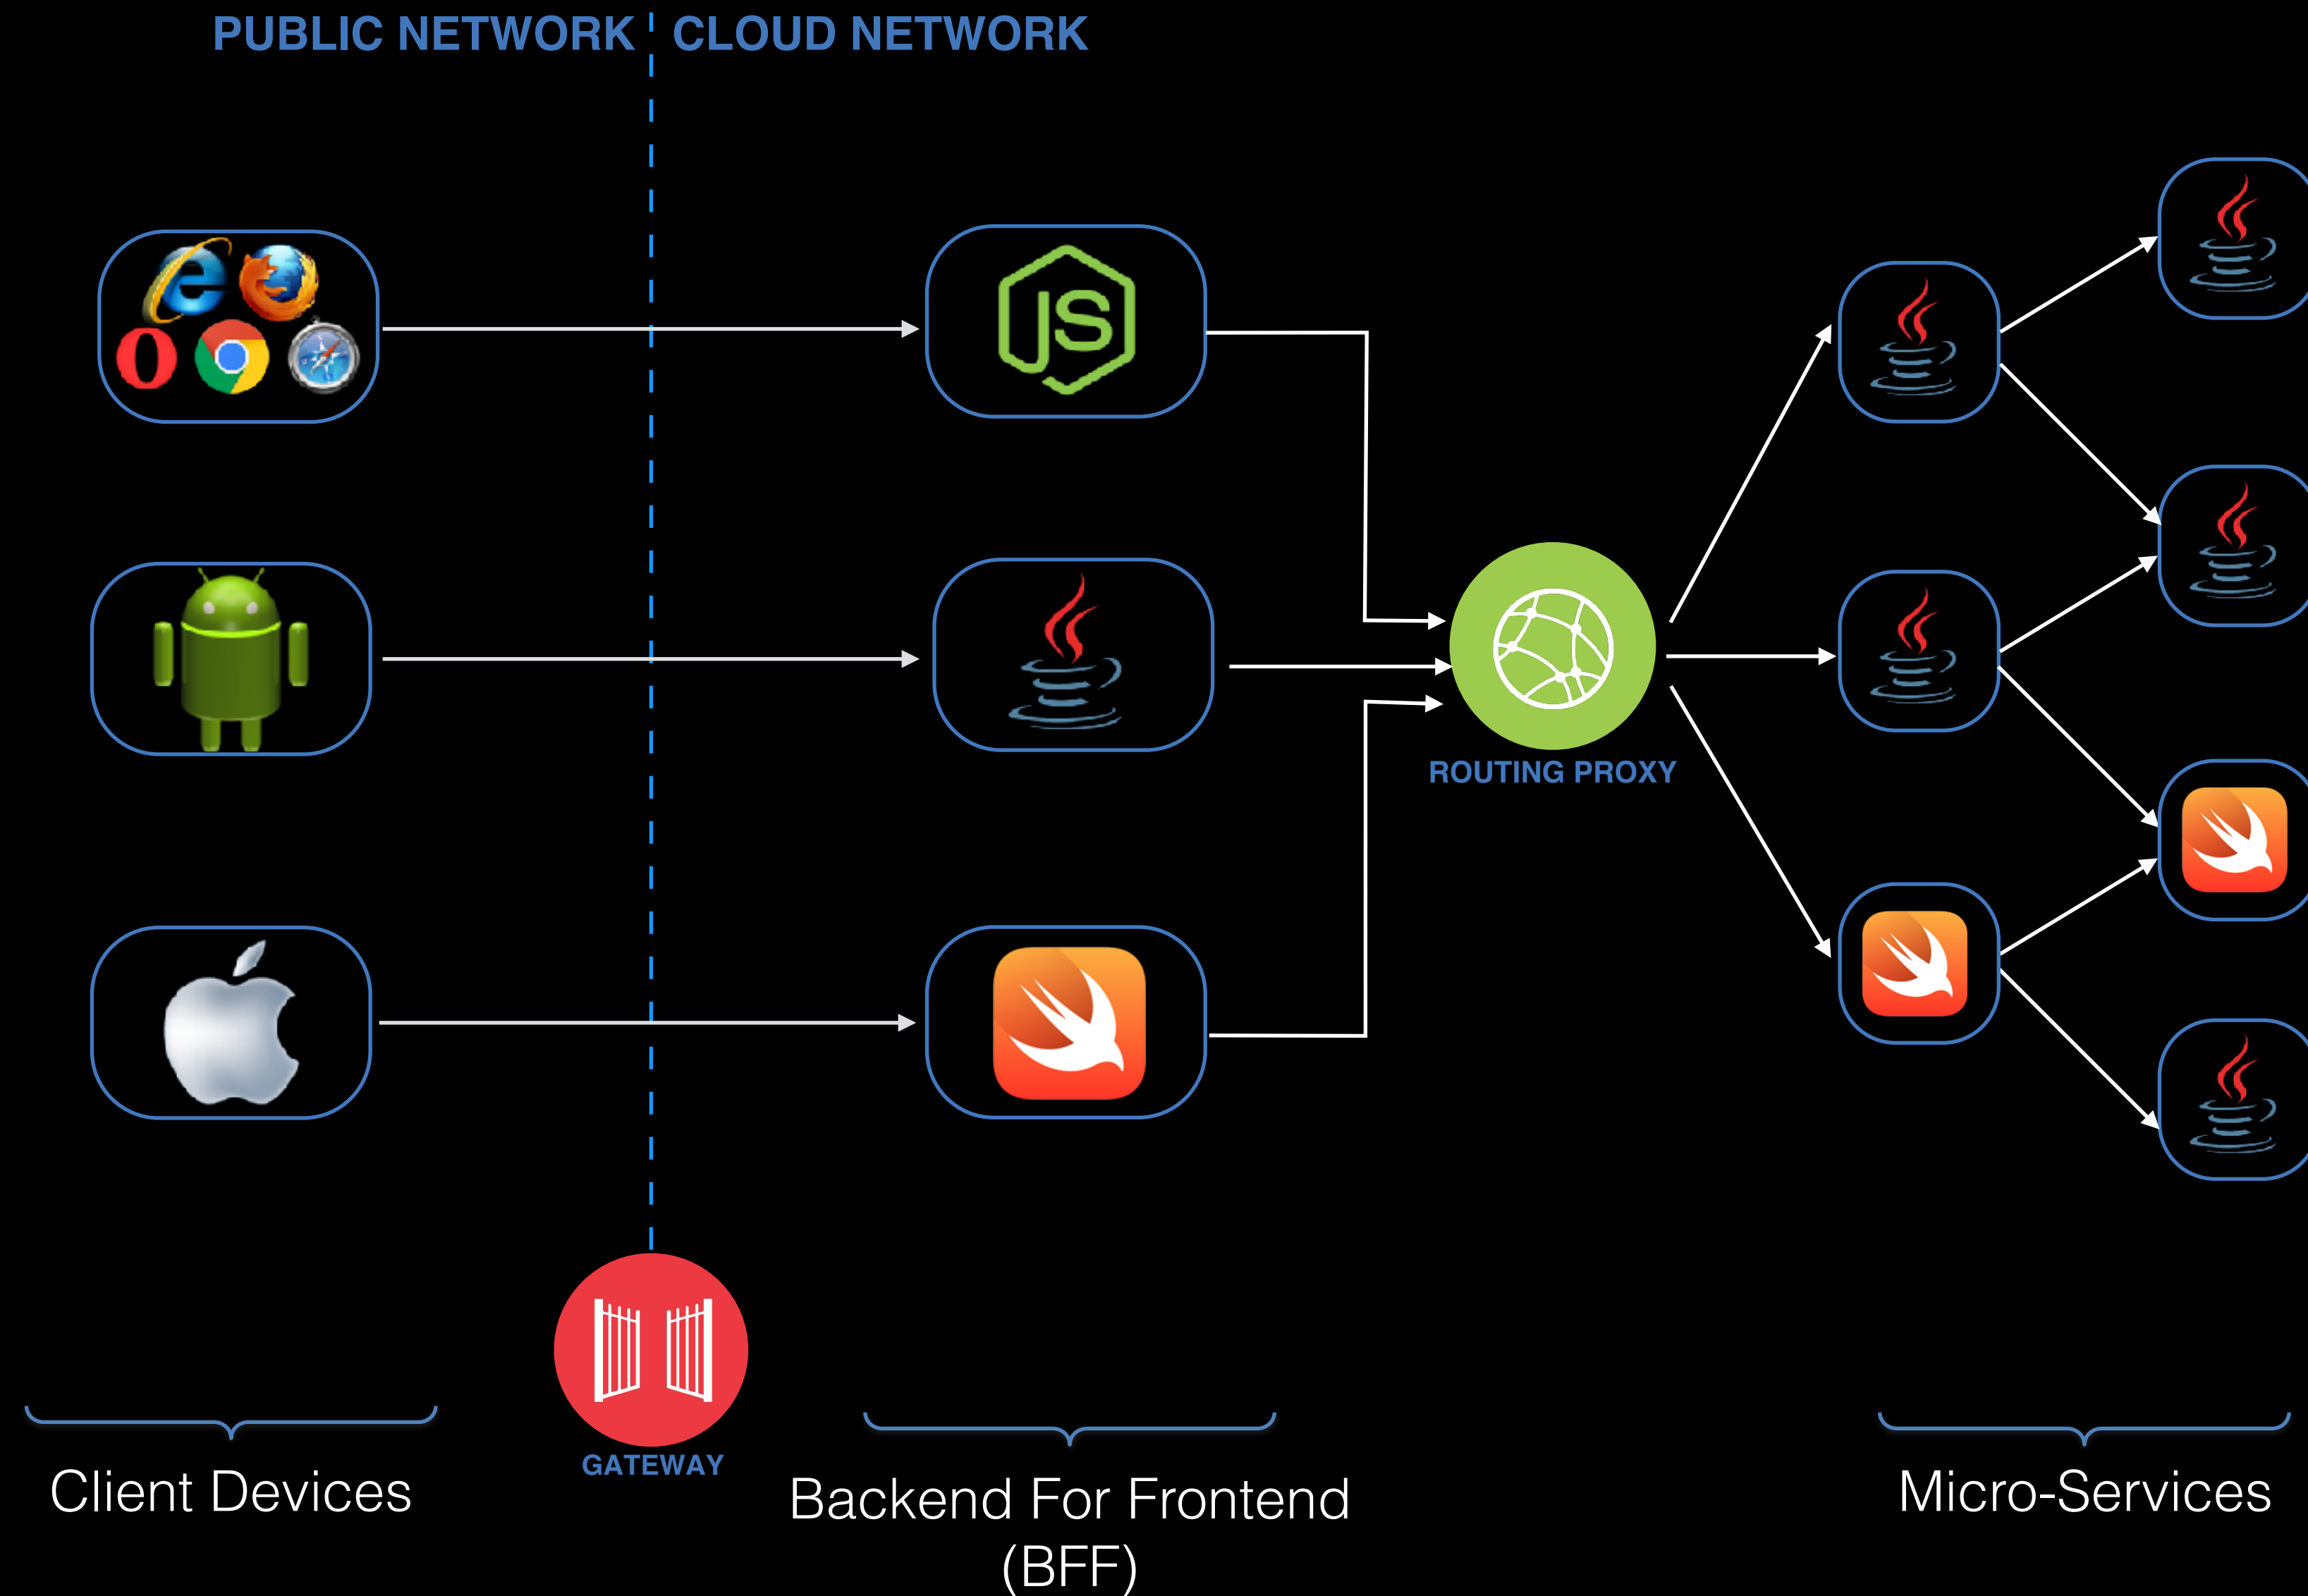 PUBLIC NETWORK
CLOUD NETWORK
JS
ROUTING PROXY
GATEWAY
Client Devices
Backend For Frontend
(BFF)
Micro-Services